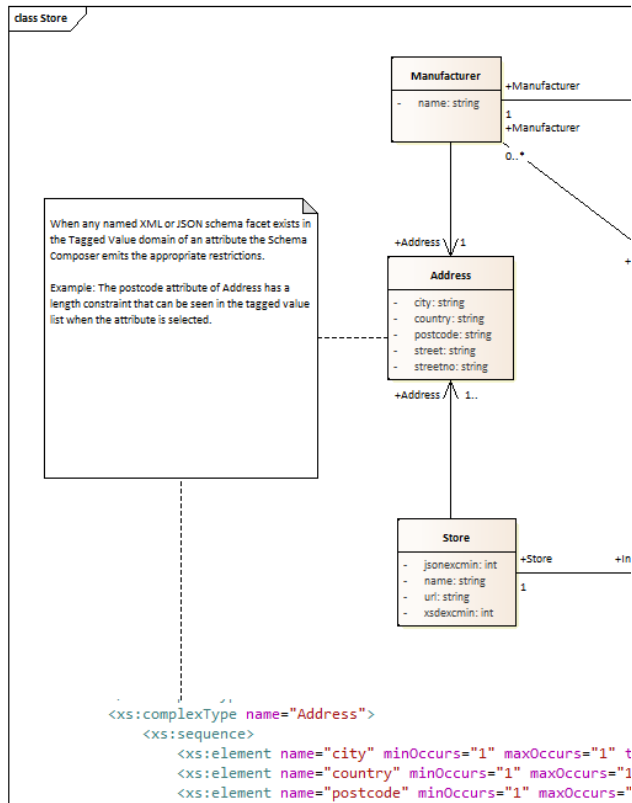 class Store
Manufacturer
- name: string
+Manufacturer
1
+Manufacturer
0..*
When any named XML or JSON schema facet exists in
the Tagged Value domain of an attribute the Schema
Composer emits the appropriate restrictions.
Example: The postcode attribute of Address has a
length constraint that can be seen in the tagged value
list when the attribute is selected.
+Address 1
Address
- city: string
- country: string
- postcode: string
- street: string
- streetno: string
+Address 1..
Store
- jsonexcmin: int
- name: string
- url: string
- xsdexcmin: int
+Store
1
+In
<xs:complexType name="Address">
<xs:sequence>
<xs:element name="city" minOccurs="1" maxOccurs="1" t
<xs:element name="country" minOccurs="1" maxOccurs="1
<xs:element name="postcode" minOccurs="1" maxOccurs="